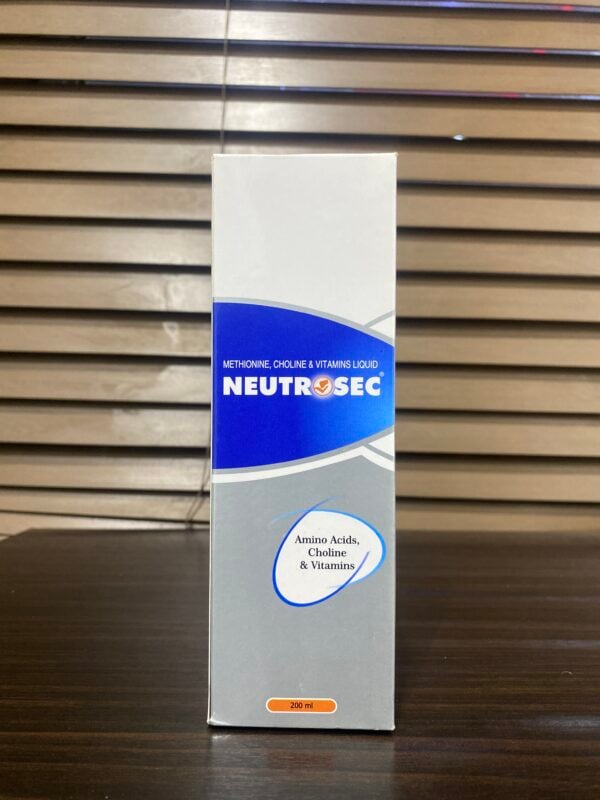 METHIONINE, CHOLINE & VITAMINS LIQUID
NEUTROSEC®
Amino Acids,
Choline
& Vitamins
200 ml